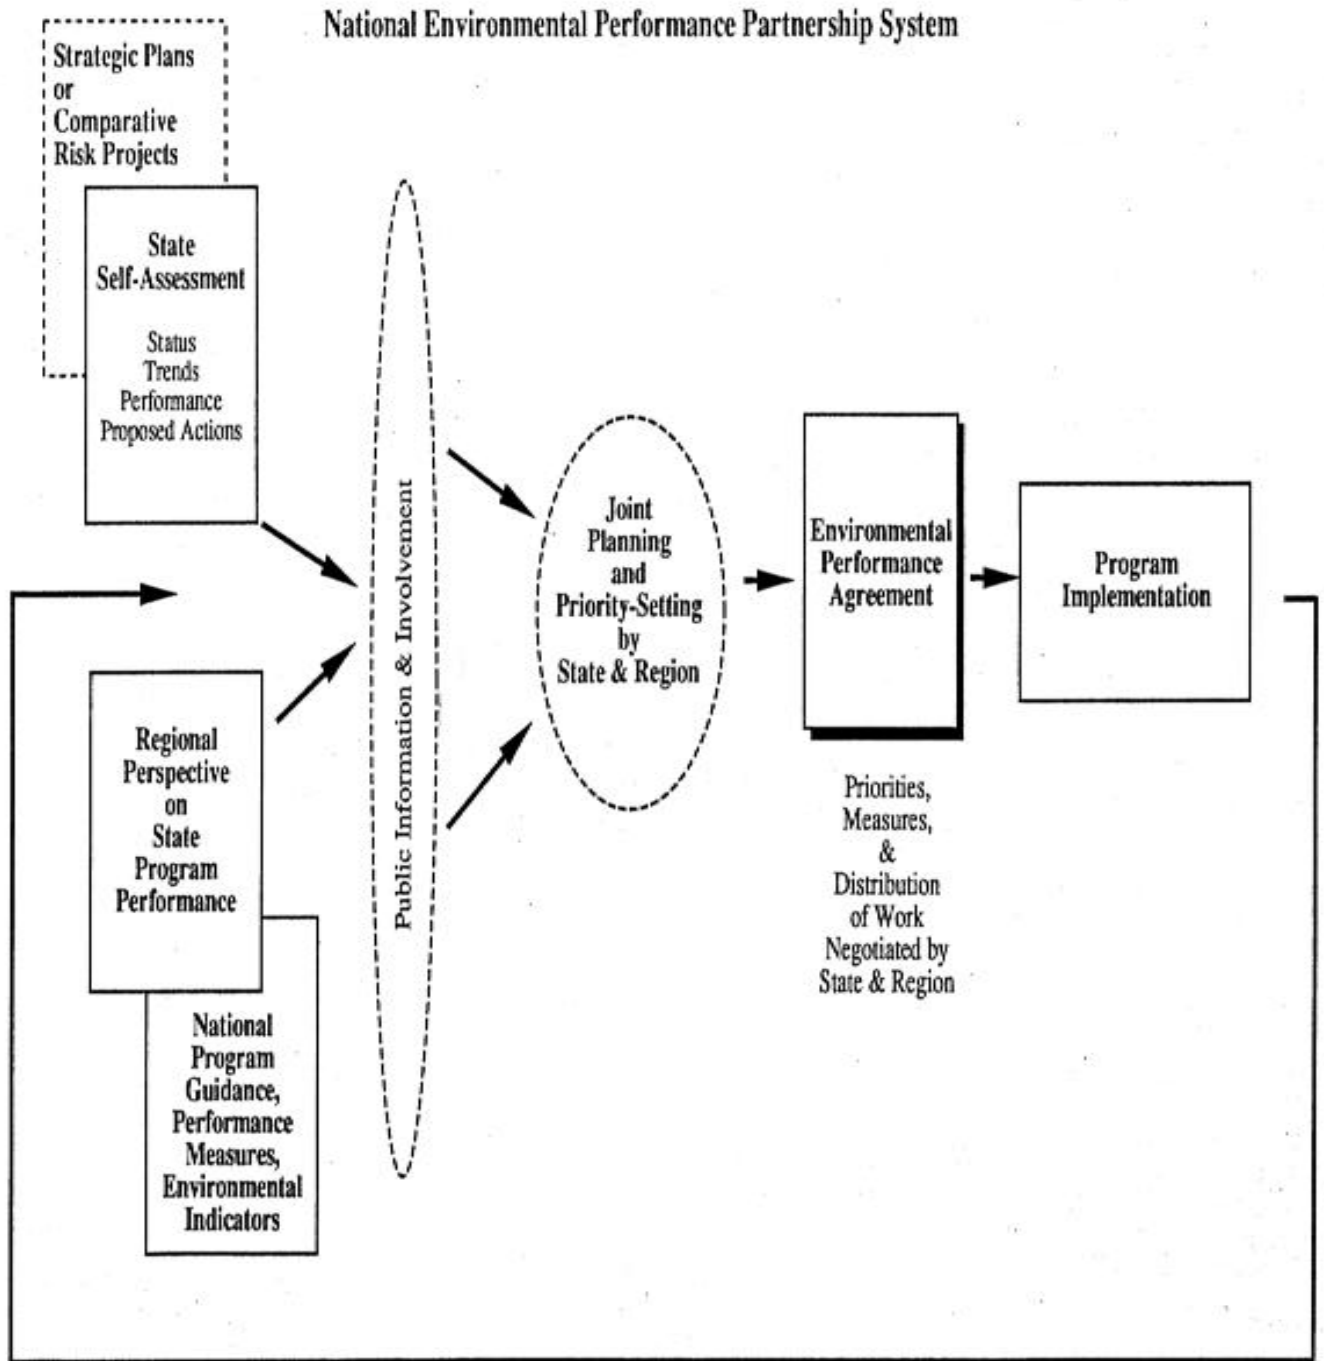 National Environmental Performance Partnership System
Strategic Plans
or
Comparative
Risk Projects
State
Self-Assessment
Status
Trends
Performance
Proposed Actions
Regional
Perspective
on
State
Program
Performance
National
Program
Guidance,
Performance
Measures,
Environmental
Indicators
Public Information & Involvement
Joint
Planning
and
Priority-Setting
by
State & Region
Environmental
Performance
Agreement
Priorities,
Measures,
&
Distribution
of Work
Negotiated by
State & Region
Program
Implementation